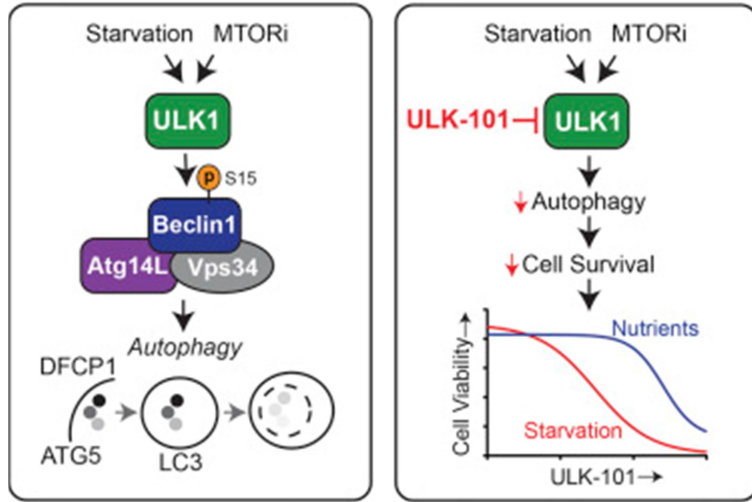 Starvation MTORi
ULK1
p S15
Beclin1
Atg14L Vps34
Autophagy
DFCP1
ATG5 LC3
Starvation MTORi
ULK-101 ULK1
Autophagy
Cell Survival
Cell Viability→
Nutrients
Starvation
ULK-101→